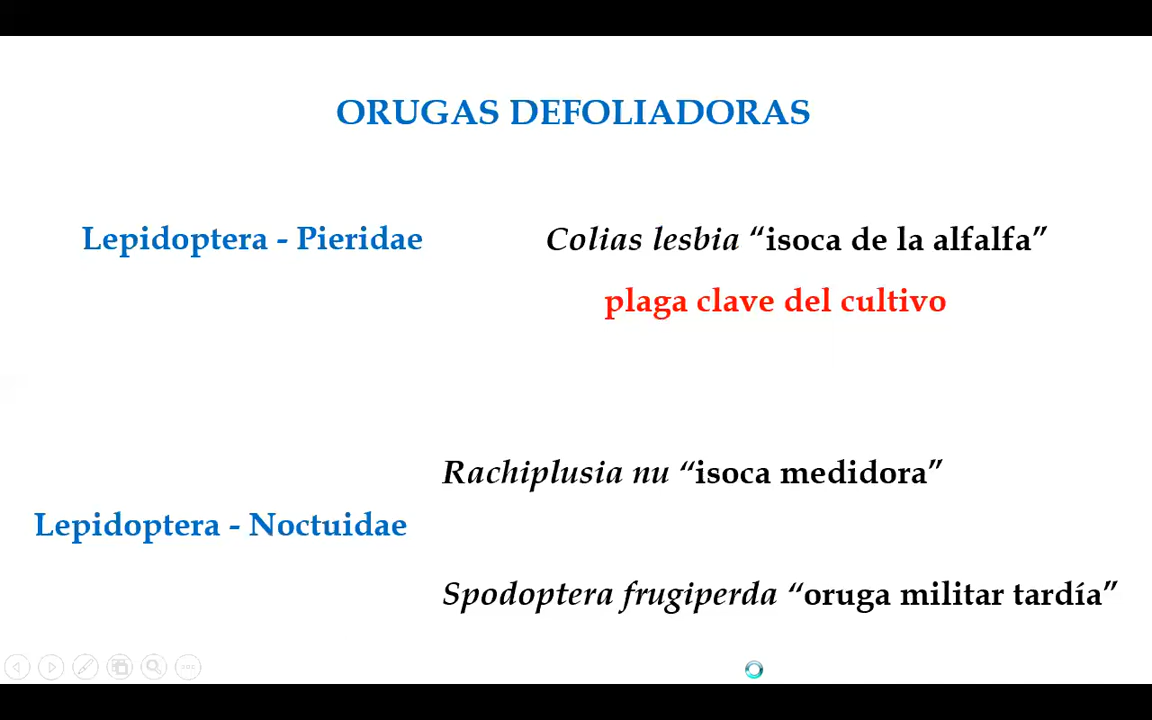 ORUGAS DEFOLIADORAS
Lepidoptera - Pieridae
Colias lesbia “isoca de la alfalfa”
plaga clave del cultivo
Rachiplusia nu “isoca medidora”
Lepidoptera - Noctuidae
Spodoptera frugiperda “oruga militar tardía”